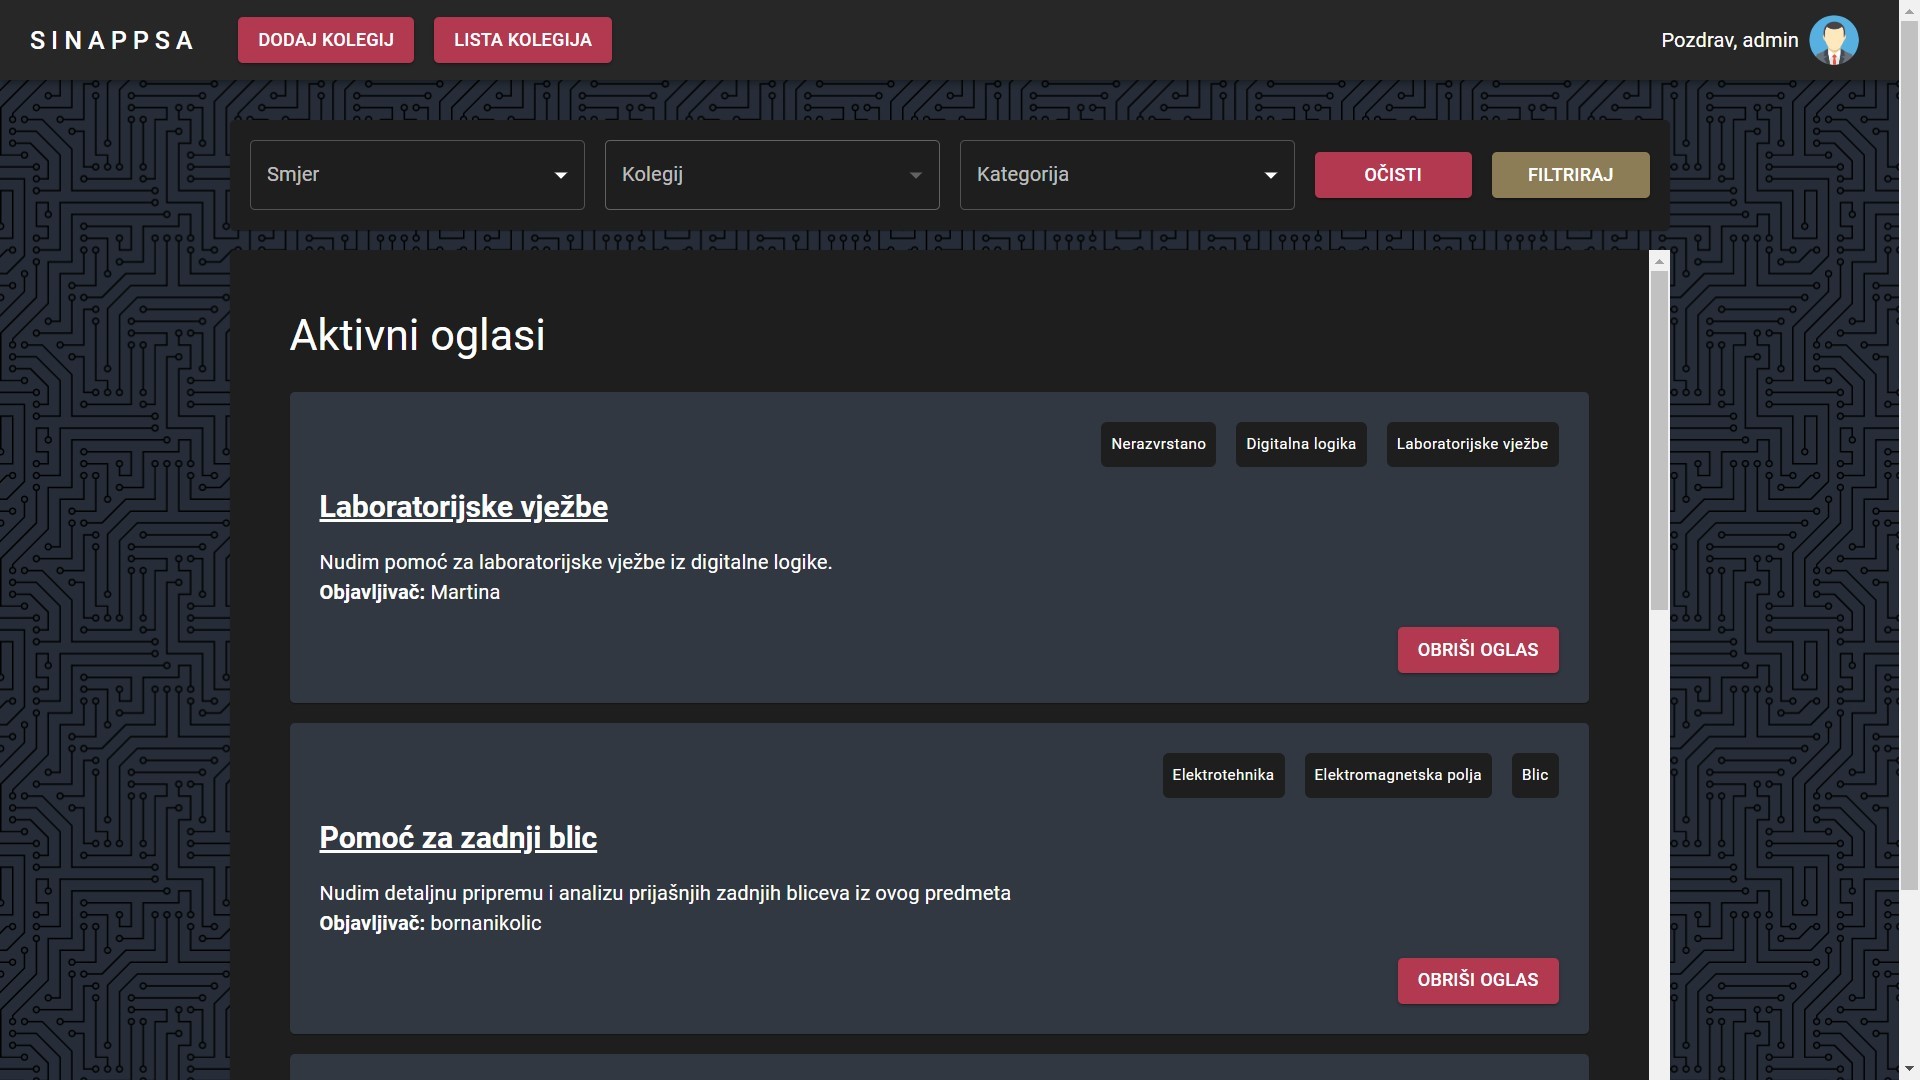 SINAPPSA
DODAJ KOLEGIJ
LISTA KOLEGIJA
Pozdrav, admin
Smjer
Kolegij
Kategorija
OČISTI
FILTRIRAJ
Aktivni oglasi
Nerazvrstano
Digitalna logika
Laboratorijske vježbe
Laboratorijske vježbe
Nudim pomoć za laboratorijske vježbe iz digitalne logike.
Objavljivač: Martina
OBRIŠI OGLAS
Elektrotehnika
Elektromagnetska polja
Blic
Pomoć za zadnji blic
Nudim detaljnu pripremu i analizu prijašnjih zadnjih bliceva iz ovog predmeta
Objavljivač: bornanikolic
OBRIŠI OGLAS